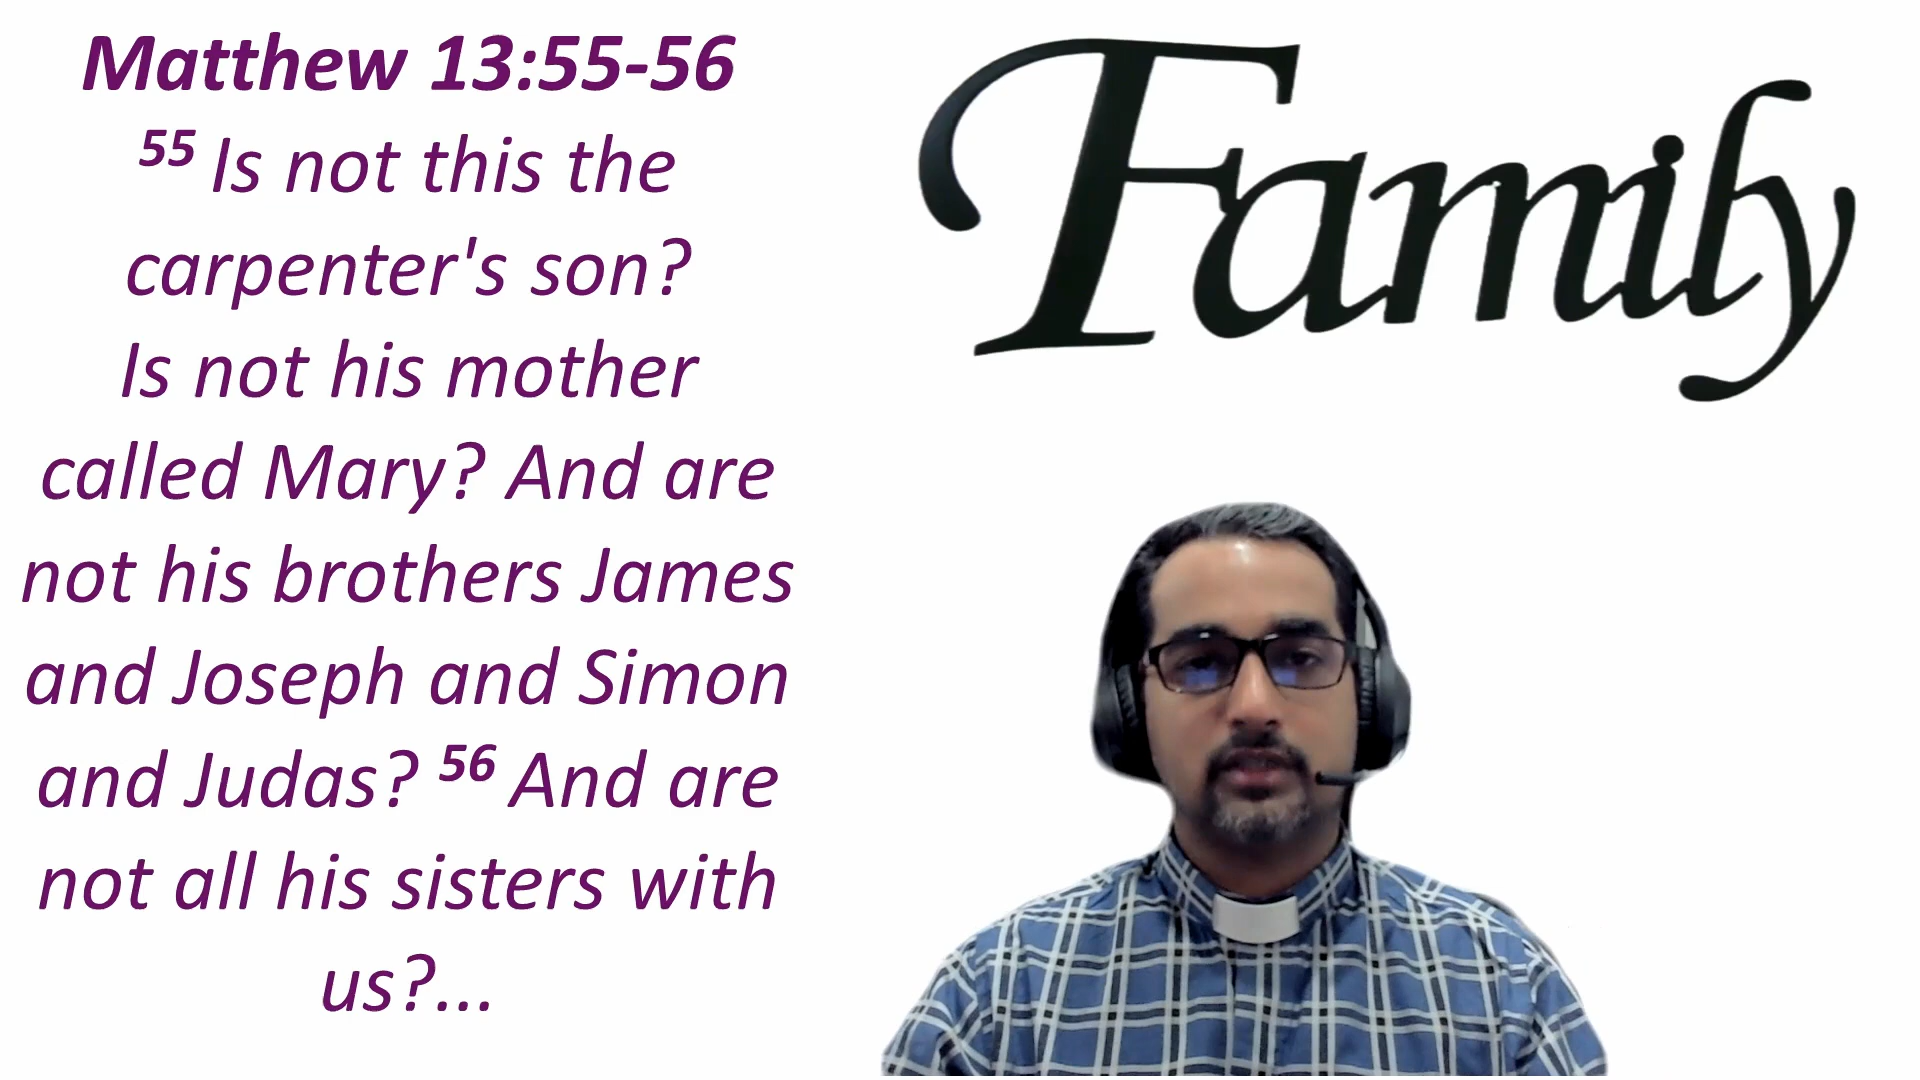 Matthew 13:55-56
55 Is not this the
carpenter's son?
Is not his mother
called Mary? And are
not his brothers James
and Joseph and Simon
and Judas? 56 And are
not all his sisters with
us?...
Family